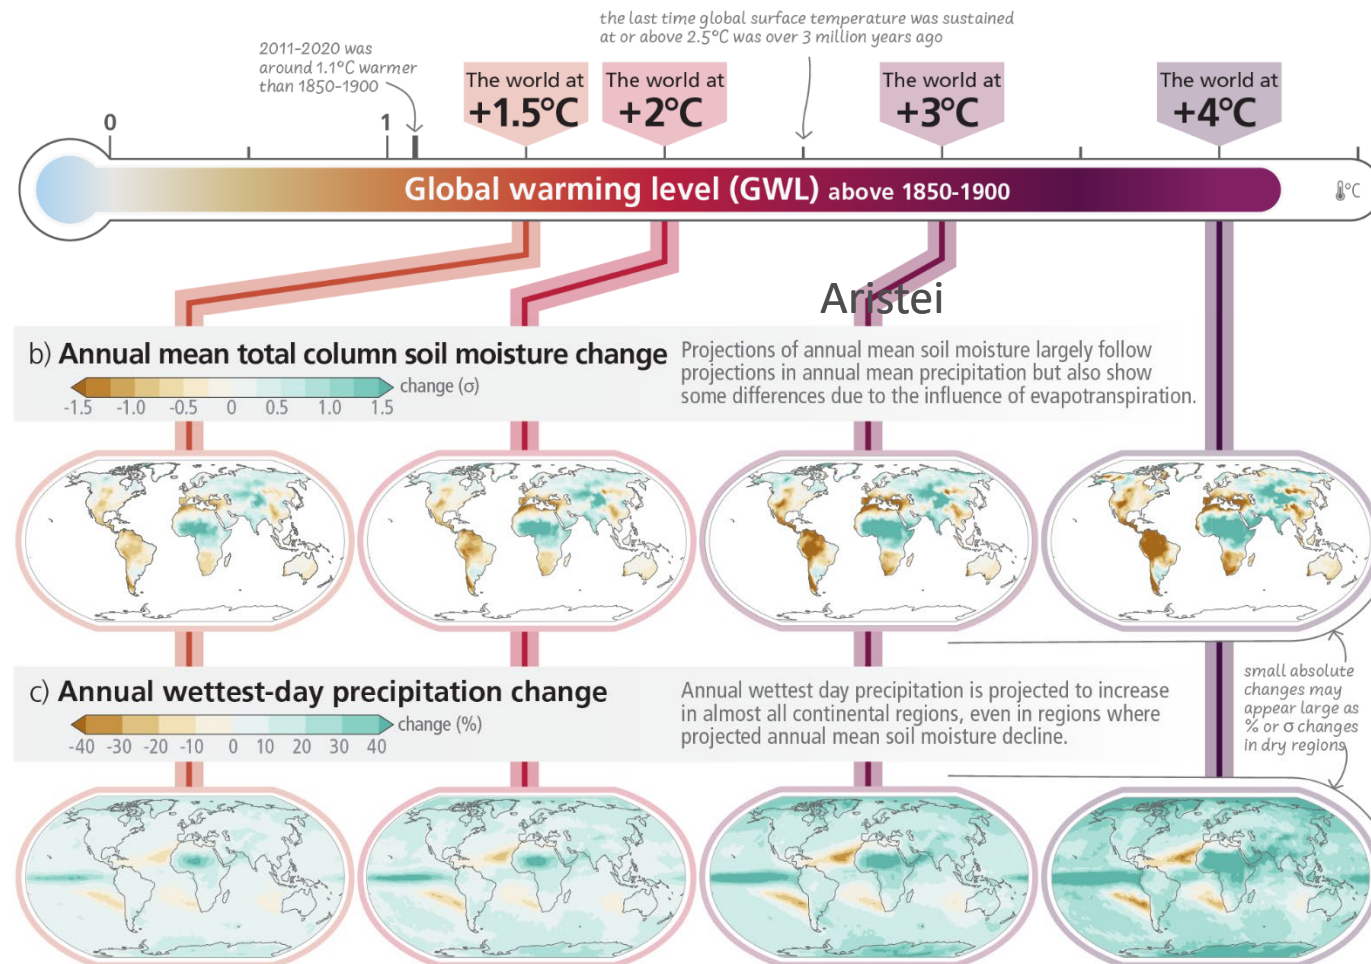 the last time global surface temperature was sustained
at or above 2.5°C was over 3 million years ago
2011-2020 was
around 1.1°C warmer
than 1850-1900
The world at
+1.5°C
The world at
+2°C
The world at
+3°C
The world at
+4°C
0
1
Global warming level (GWL) above 1850-1900
°C
Aristei
b) Annual mean total column soil moisture change
change (σ)
-1.5 -1.0 -0.5 0 0.5 1.0 1.5
Projections of annual mean soil moisture largely follow
projections in annual mean precipitation but also show
some differences due to the influence of evapotranspiration.
c) Annual wettest-day precipitation change
change (%)
-40 -30 -20 -10 0 10 20 30 40
Annual wettest day precipitation is projected to increase
in almost all continental regions, even in regions where
projected annual mean soil moisture decline.
small absolute
changes may
appear large as
% or σ changes
in dry regions